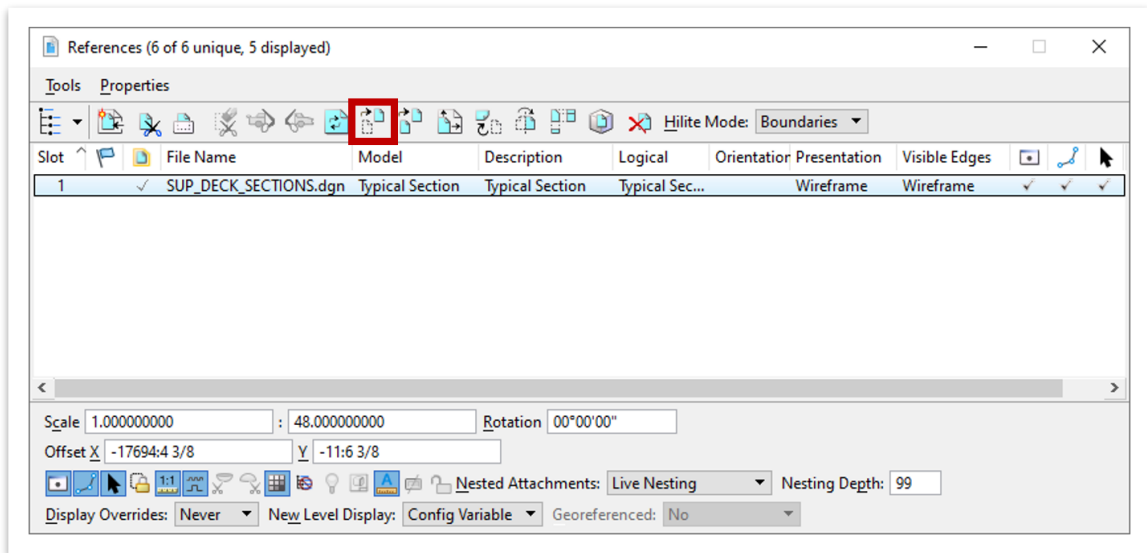 References (6 of 6 unique, 5 displayed)
Tools Properties
Hilite Mode: Boundaries
Slot File Name Model Description Logical Orientation Presentation Visible Edges
1 SUP_DECK_SECTIONS.dgn Typical Section Typical Section Typical Sec... Wireframe Wireframe
Scale 1.000000000 : 48.000000000 Rotation 00°00'00"
Offset X -17694:4 3/8 Y -11:6 3/8
1:1 A Nested Attachments: Live Nesting Nesting Depth: 99
Display Overrides: Never New Level Display: Config Variable Georeferenced: No